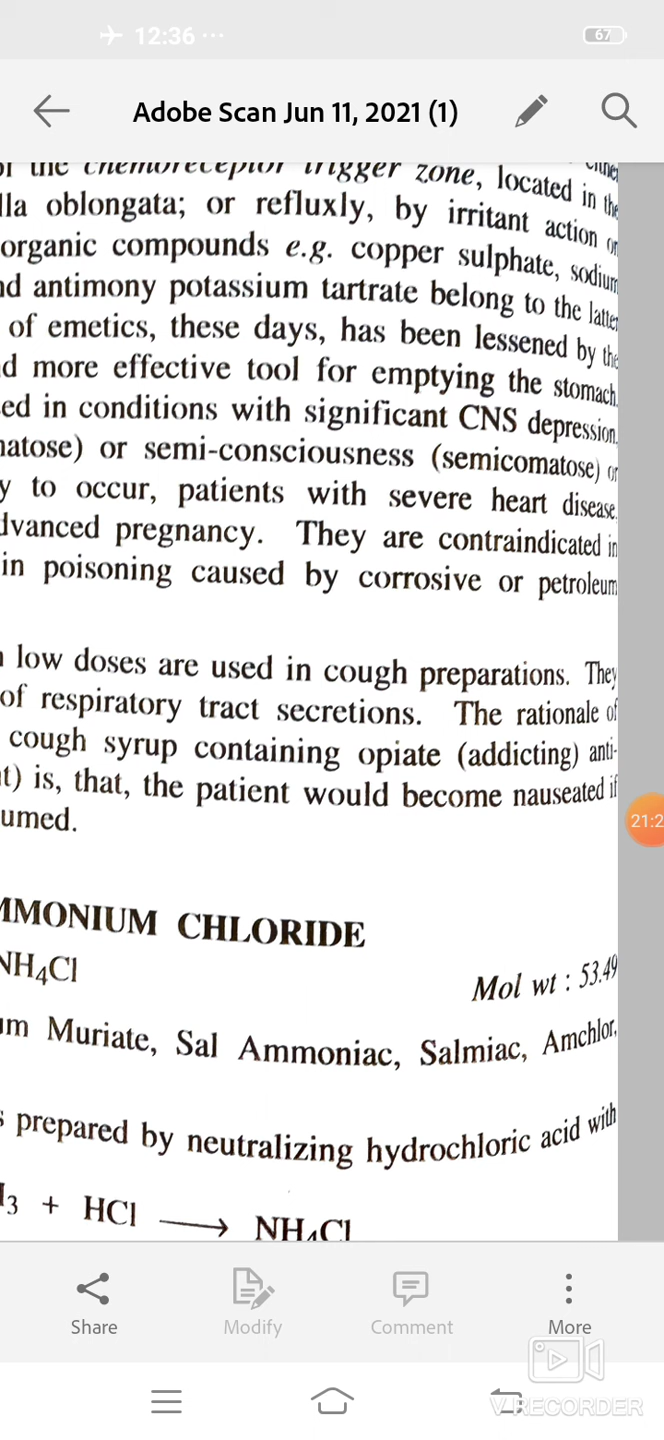 12:36 ...
67
Adobe Scan Jun 11, 2021 (1)
the chemoreceptor trigger zone, located in the
lla oblongata; or refluxly, by irritant action
organic compounds e.g. copper sulphate, sodium
nd antimony potassium tartrate belong to the latter
of emetics, these days, has been lessened by the
d more effective tool for emptying the stomach.
ed in conditions with significant CNS depression,
natose) or semi-consciousness (semicomatose) or
y to occur, patients with severe heart disease,
dvanced pregnancy. They are contraindicated in
in poisoning caused by corrosive or petroleum
low doses are used in cough preparations. They
of respiratory tract secretions. The rationale of
cough syrup containing opiate (addicting) anti-
t) is, that, the patient would become nauseated if
umed.
21:2
MMONIUM CHLORIDE
NH4Cl
Mol wt : 53.49
um Muriate, Sal Ammoniac, Salmiac, Amchlor.
s prepared by neutralizing hydrochloric acid with
H3 + HCl ⟶ NH4Cl
Share
Modify
Comment
More
V RECORDER